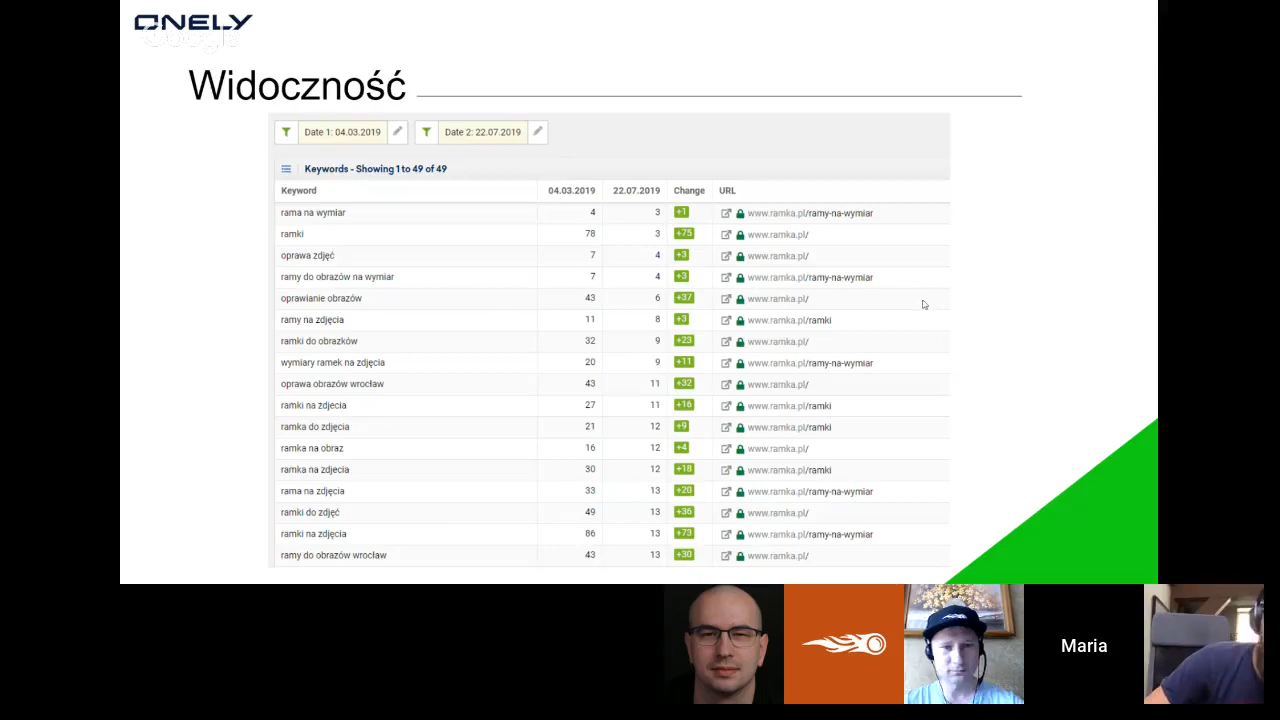 ONELY
Google
Widoczność
Date 1: 04.03.2019 Date 2: 22.07.2019
Keywords - Showing 1 to 49 of 49
Keyword 04.03.2019 22.07.2019 Change URL
rama na wymiar 4 3 +1 www.ramka.pl/ramy-na-wymiar
ramki 78 3 +75 www.ramka.pl/
oprawa zdjęć 7 4 +3 www.ramka.pl/
ramy do obrazów na wymiar 7 4 +3 www.ramka.pl/ramy-na-wymiar
oprawianie obrazów 43 6 +37 www.ramka.pl/
ramy na zdjęcia 11 8 +3 www.ramka.pl/ramki
ramki do obrazków 32 9 +23 www.ramka.pl/
wymiary ramek na zdjęcia 20 9 +11 www.ramka.pl/ramy-na-wymiar
oprawa obrazów wrocław 43 11 +32 www.ramka.pl/
ramki na zdjecia 27 11 +16 www.ramka.pl/ramki
ramka do zdjęcia 21 12 +9 www.ramka.pl/ramki
ramka na obraz 16 12 +4 www.ramka.pl/
ramka na zdjecia 30 12 +18 www.ramka.pl/ramki
rama na zdjęcia 33 13 +20 www.ramka.pl/ramy-na-wymiar
ramki do zdjęć 49 13 +36 www.ramka.pl/
ramki na zdjęcia 86 13 +73 www.ramka.pl/ramy-na-wymiar
ramy do obrazów wrocław 43 13 +30 www.ramka.pl/
ONELY
Maria